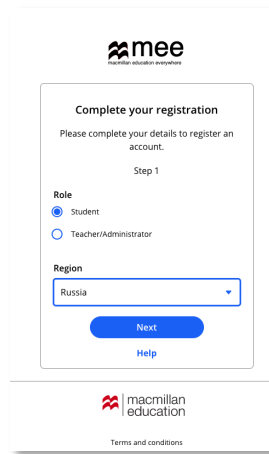 mee
macmillan education everywhere
Complete your registration
Please complete your details to register an
account.
Step 1
Role
Student
Teacher/Administrator
Region
Russia
Next
Help
macmillan
education
Terms and conditions